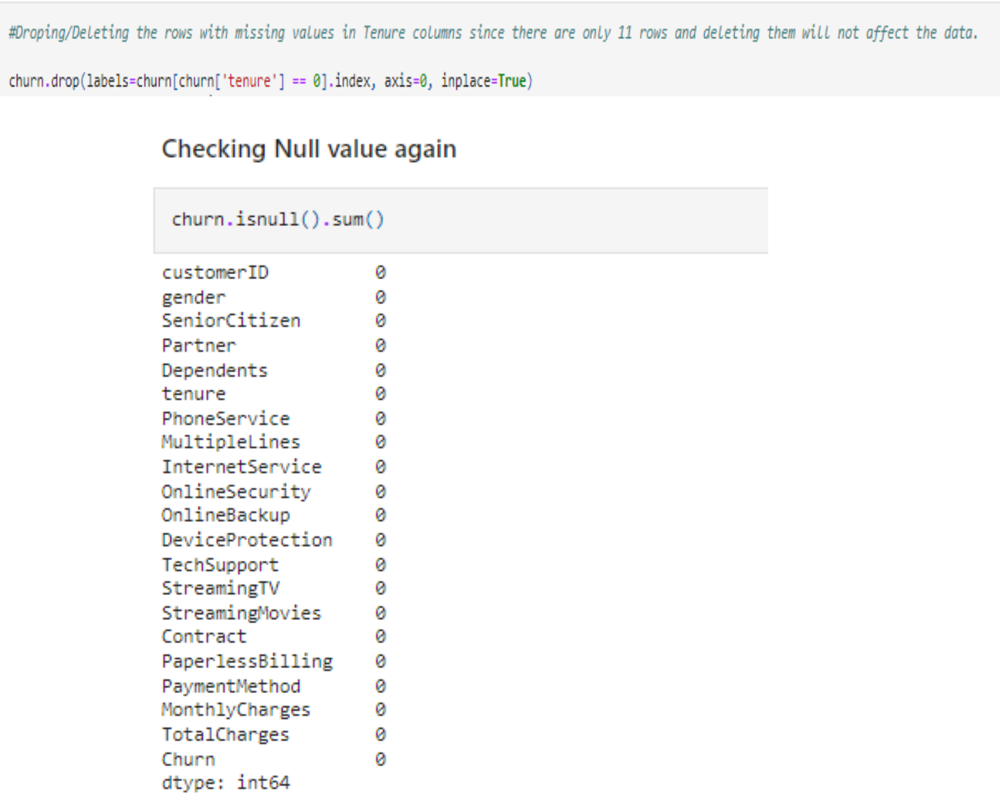 #Droping/Deleting the rows with missing values in Tenure columns since there are only 11 rows and deleting them will not affect the data.
churn.drop(labels=churn[churn['tenure'] == 0].index, axis=0, inplace=True)
Checking Null value again
churn.isnull().sum()
customerID 0
gender 0
SeniorCitizen 0
Partner 0
Dependents 0
tenure 0
PhoneService 0
MultipleLines 0
InternetService 0
OnlineSecurity 0
OnlineBackup 0
DeviceProtection 0
TechSupport 0
StreamingTV 0
StreamingMovies 0
Contract 0
PaperlessBilling 0
PaymentMethod 0
MonthlyCharges 0
TotalCharges 0
Churn 0
dtype: int64